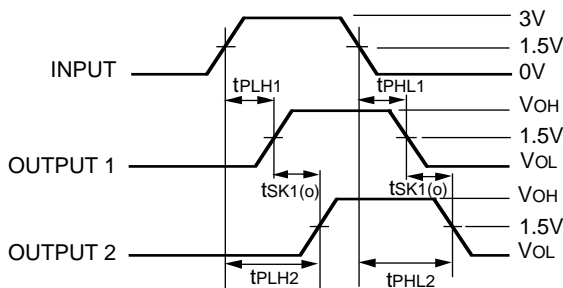 3V
1.5V
INPUT
0V
tPLH1
tPHL1
VOH
1.5V
OUTPUT 1
VOL
tSK1(o)
tSK1(o)
VOH
1.5V
OUTPUT 2
VOL
tPLH2
tPHL2